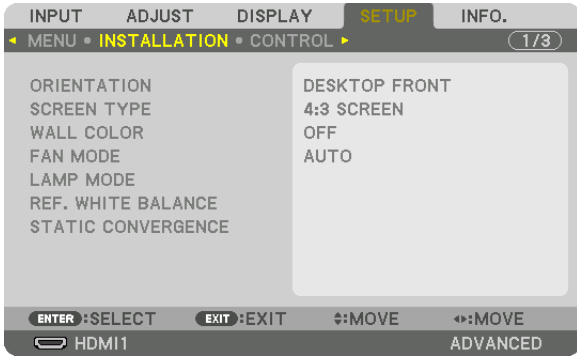 INPUT ADJUST DISPLAY SETUP INFO.
MENU • INSTALLATION • CONTROL 1/3
ORIENTATION DESKTOP FRONT
SCREEN TYPE 4:3 SCREEN
WALL COLOR OFF
FAN MODE AUTO
LAMP MODE
REF. WHITE BALANCE
STATIC CONVERGENCE
ENTER :SELECT EXIT :EXIT :MOVE :MOVE
HDMI1 ADVANCED